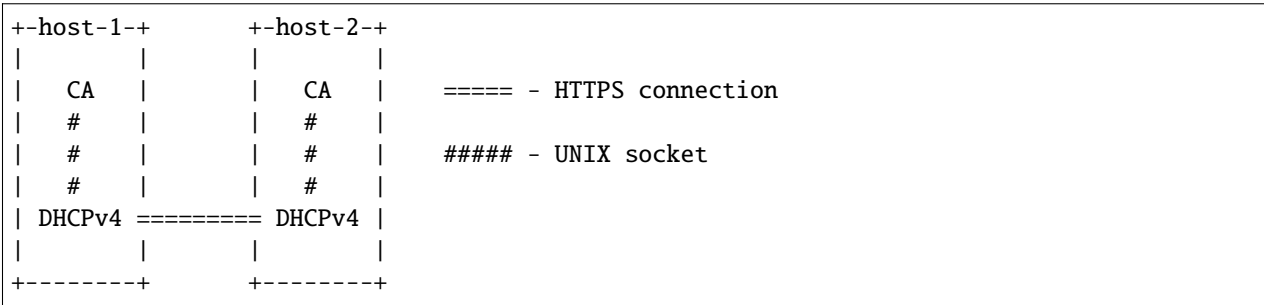 +-host-1-+       +-host-2-+
|        |       |        |
|   CA   |       |   CA   |    ===== - HTTPS connection
|   #    |       |   #    |
|   #    |       |   #    |    ##### - UNIX socket
|   #    |       |   #    |
| DHCPv4 ========= DHCPv4 |
|        |       |        |
+--------+       +--------+